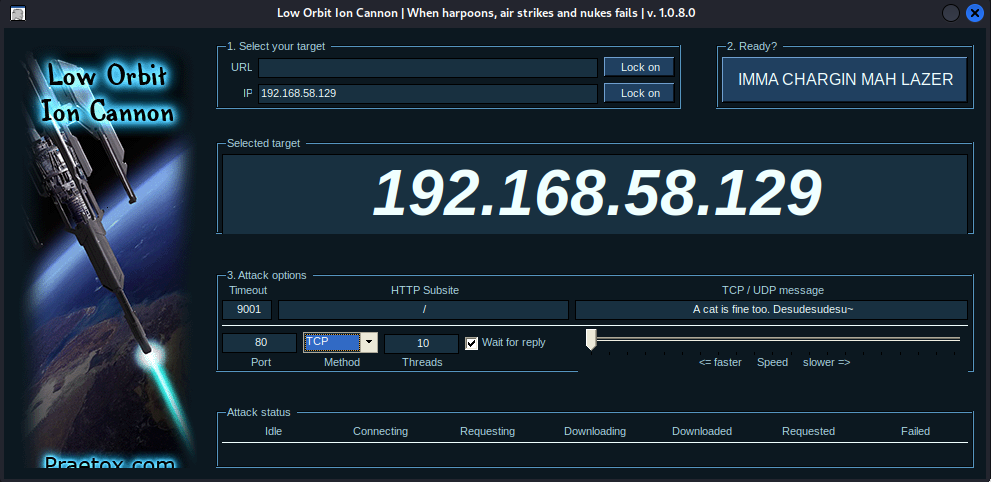 Low Orbit Ion Cannon | When harpoons, air strikes and nukes fails | v. 1.0.8.0
Low Orbit
Ion Cannon
Praetox.com
1. Select your target
URL Lock on
IP 192.168.58.129 Lock on
2. Ready?
IMMA CHARGIN MAH LAZER
Selected target
192.168.58.129
3. Attack options
Timeout HTTP Subsite TCP / UDP message
9001 / A cat is fine too. Desudesudesu~
80 TCP 10 Wait for reply
Port Method Threads <= faster Speed slower =>
Attack status
Idle Connecting Requesting Downloading Downloaded Requested Failed